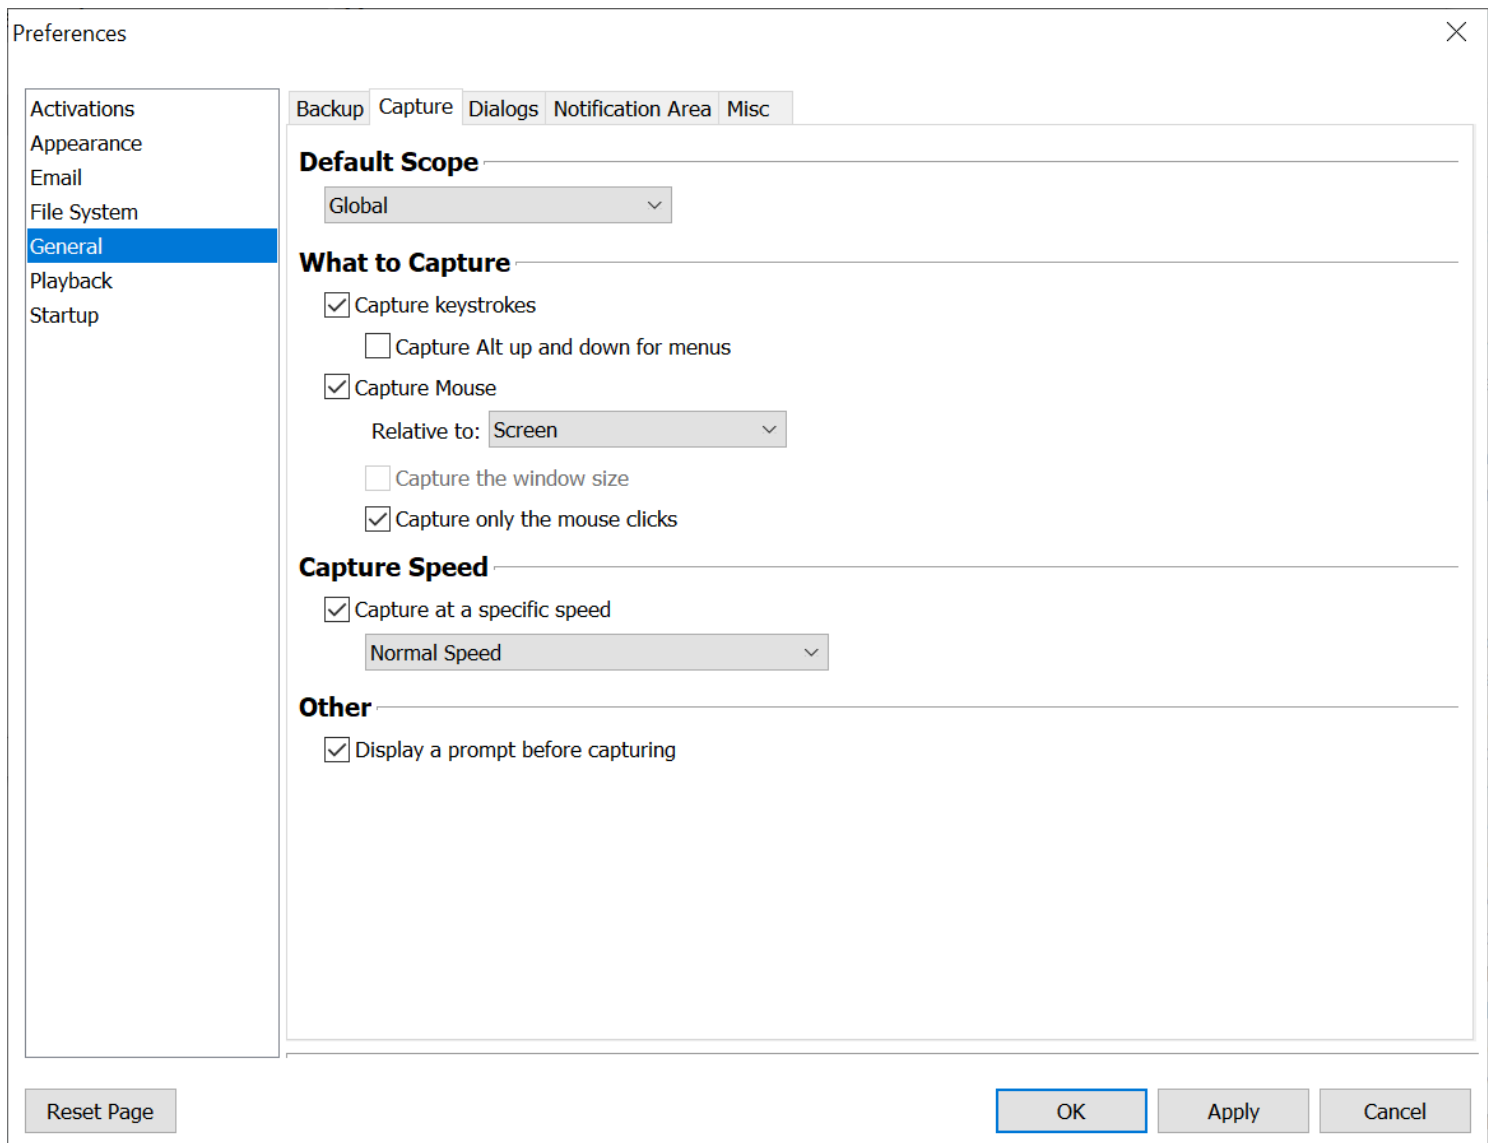 Preferences
Activations
Appearance
Email
File System
General
Playback
Startup
Backup Capture Dialogs Notification Area Misc
Default Scope
Global
What to Capture
Capture keystrokes
Capture Alt up and down for menus
Capture Mouse
Relative to: Screen
Capture the window size
Capture only the mouse clicks
Capture Speed
Capture at a specific speed
Normal Speed
Other
Display a prompt before capturing
Reset Page OK Apply Cancel